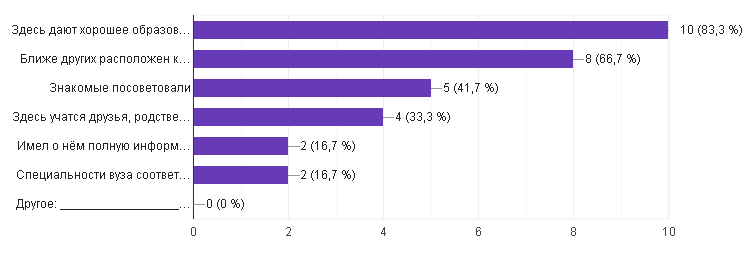 Здесь дают хорошее образов…
10 (83,3 %)
Ближе других расположен к…
8 (66,7 %)
Знакомые посоветовали
5 (41,7 %)
Здесь учатся друзья, родстве…
4 (33,3 %)
Имел о нём полную информ…
2 (16,7 %)
Специальности вуза соответ…
2 (16,7 %)
Другое: __________________…
0 (0 %)
0 2 4 6 8 10